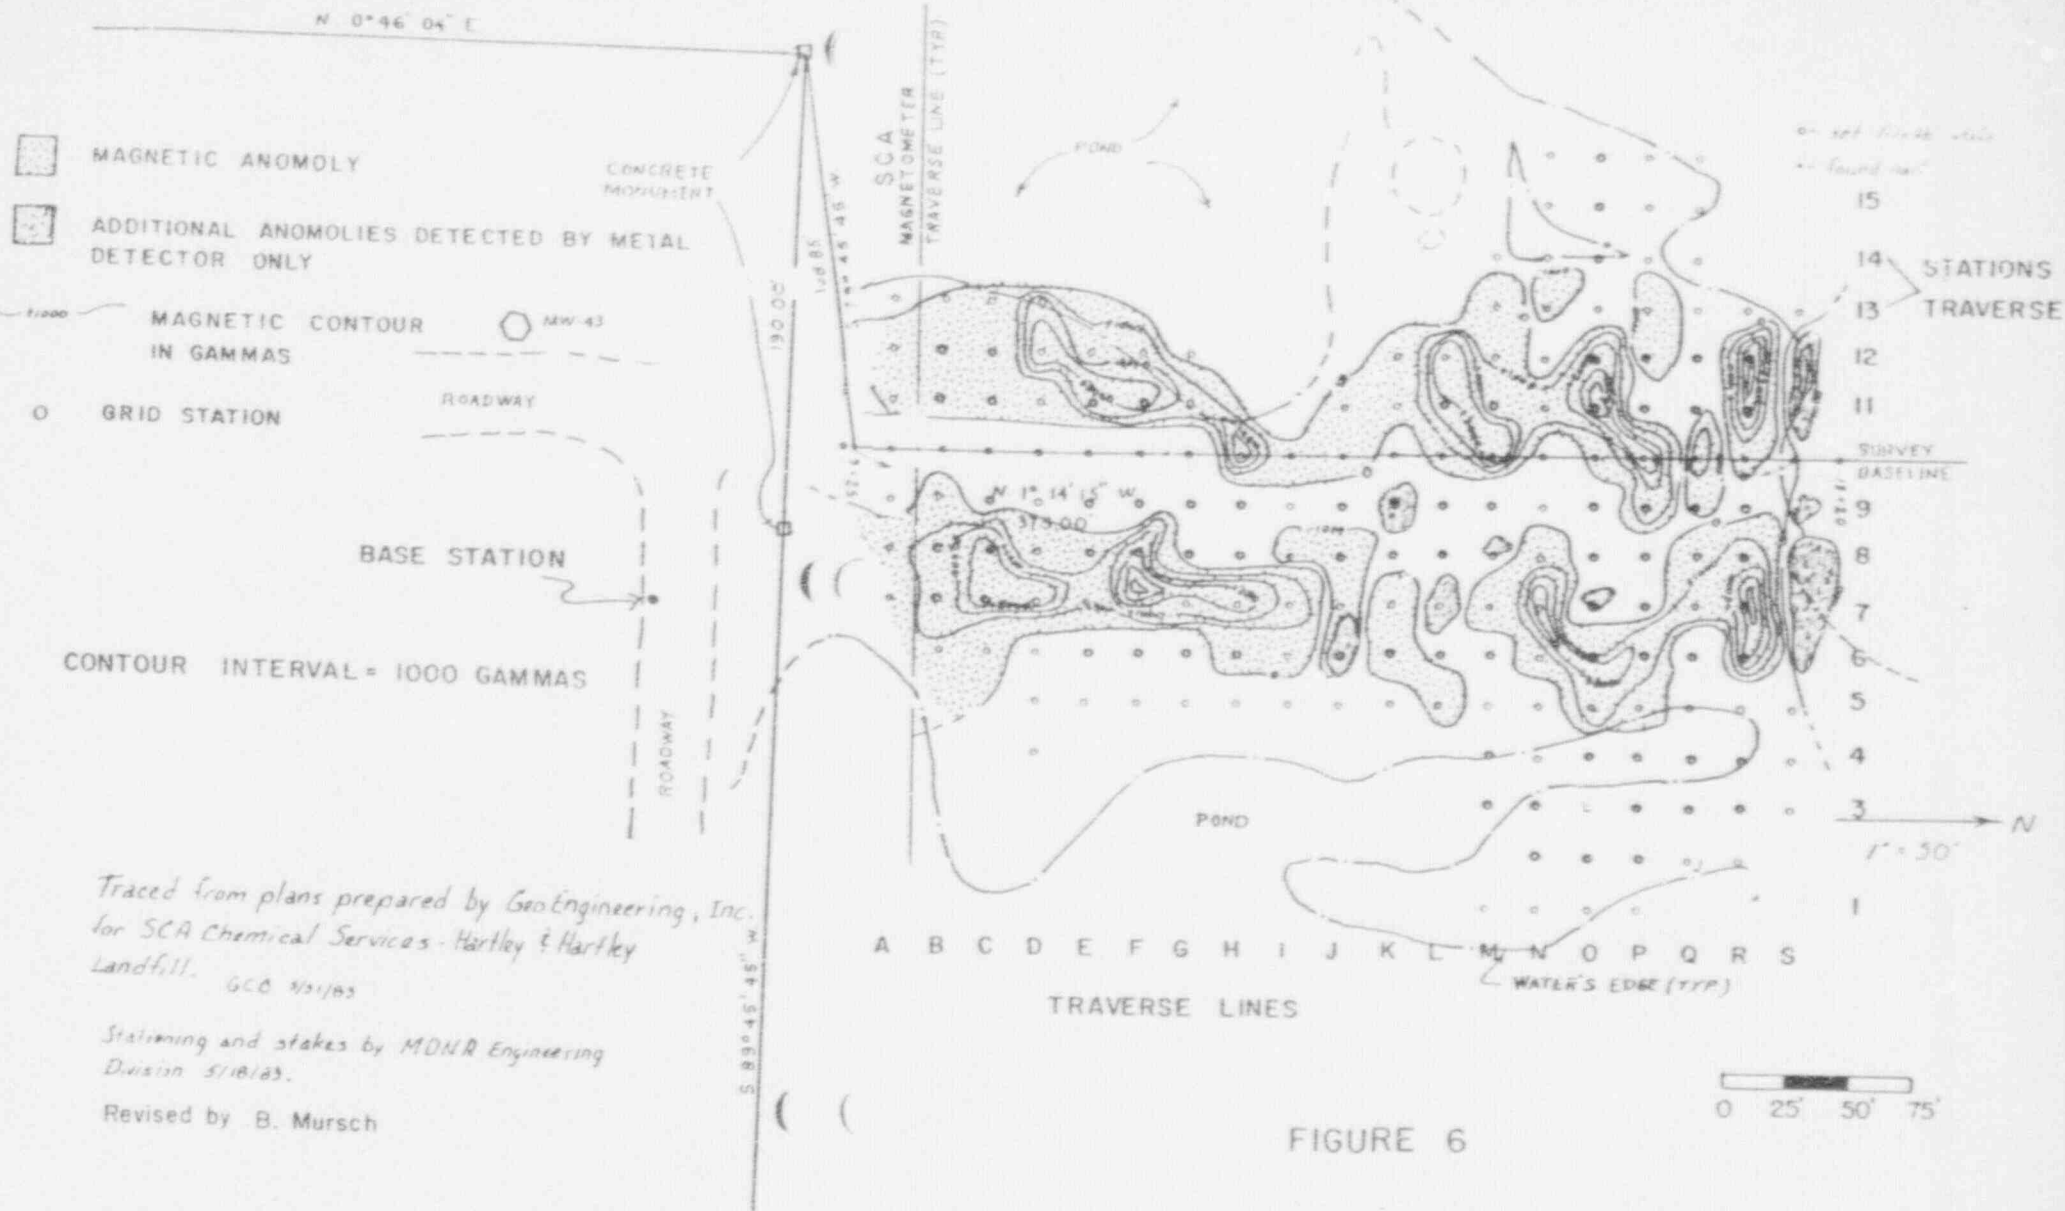 N 0° 46' 04" E
MAGNETIC ANOMOLY
ADDITIONAL ANOMOLIES DETECTED BY METAL
DETECTOR ONLY
MAGNETIC CONTOUR
IN GAMMAS
MW-43
GRID STATION
ROADWAY
CONCRETE
MONUMENT
190.00'
SCA
MAGNETOMETER
TRAVERSE LINE (TYP)
POND
15
14
13
12
11
STATIONS
TRAVERSE
SURVEY
BASELINE
9
8
7
6
5
4
3
1
N 1° 14' 15" W
375.00'
BASE STATION
CONTOUR INTERVAL = 1000 GAMMAS
ROADWAY
POND
N
1" = 50'
Traced from plans prepared by GeoEngineering, Inc.
for SCA Chemical Services - Hartley & Hartley
Landfill.
Stationing and stakes by MDNR Engineering
Division 5/18/83.
Revised by B. Mursch
S 89° 45' 45" W
A B C D E F G H I J K L M N O P Q R S
WATER'S EDGE (TYP)
TRAVERSE LINES
0 25' 50' 75'
FIGURE 6